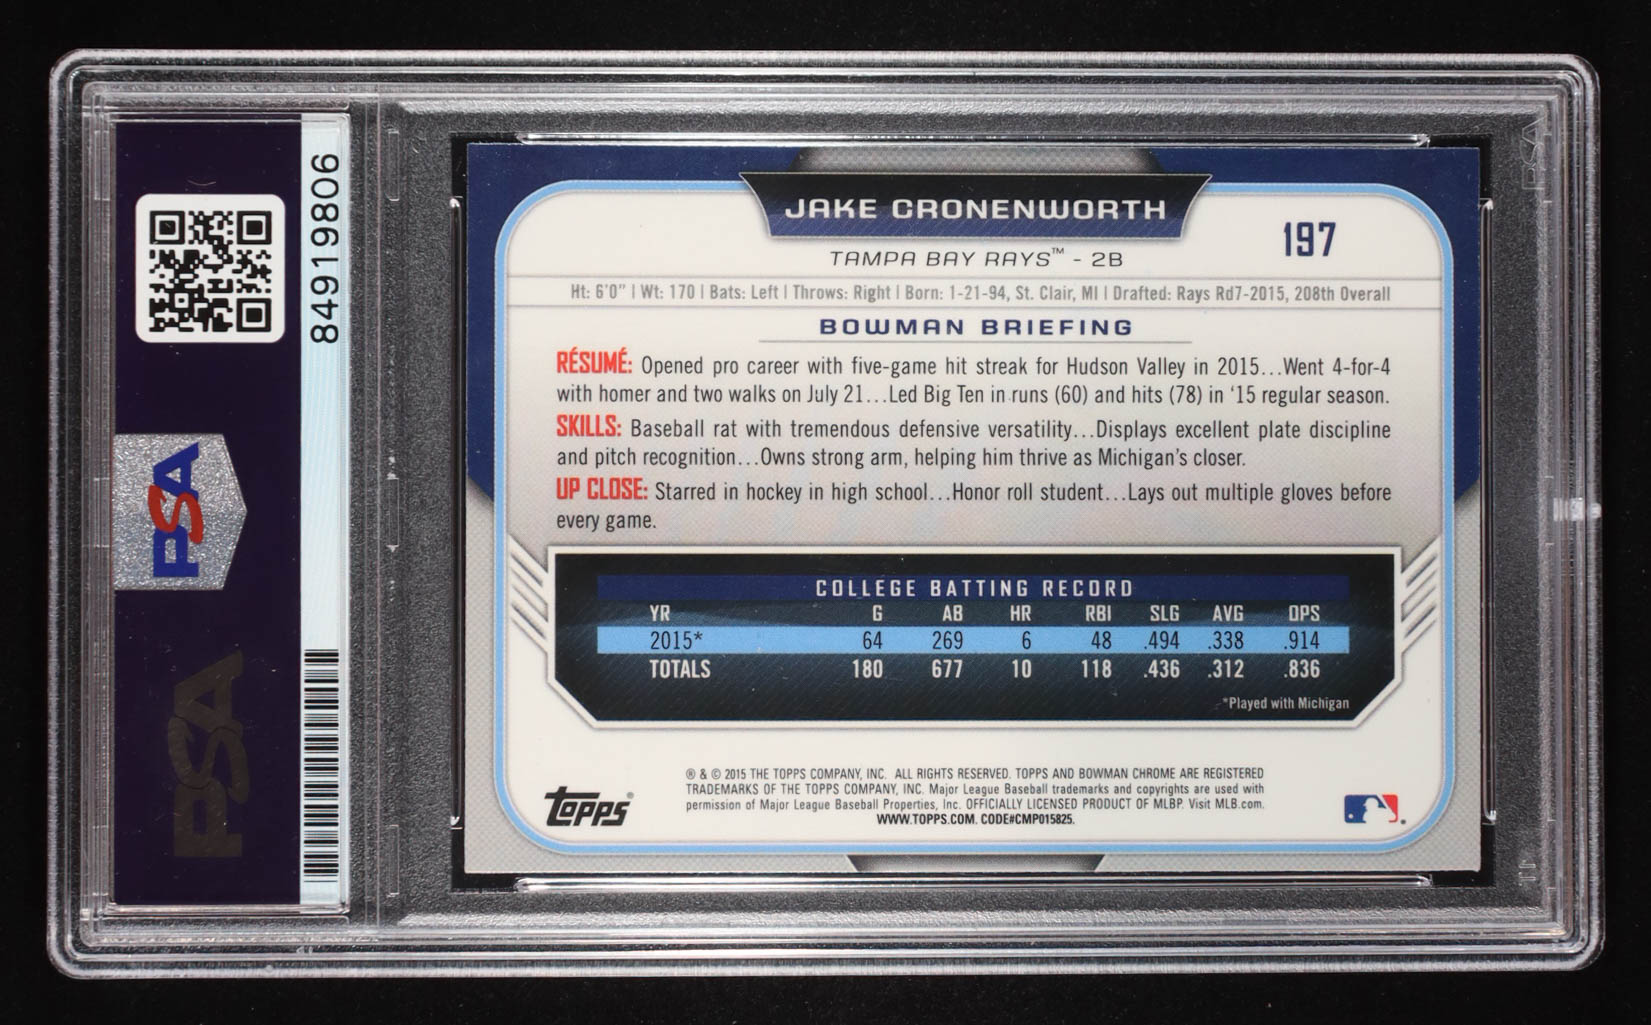 84919806
PSA
PSA
JAKE CRONENWORTH
197
TAMPA BAY RAYS™ - 2B
Ht: 6'0" | Wt: 170 | Bats: Left | Throws: Right | Born: 1-21-94, St. Clair, MI | Drafted: Rays Rd7-2015, 208th Overall
BOWMAN BRIEFING
RÉSUMÉ: Opened pro career with five-game hit streak for Hudson Valley in 2015...Went 4-for-4
with homer and two walks on July 21...Led Big Ten in runs (60) and hits (78) in '15 regular season.
SKILLS: Baseball rat with tremendous defensive versatility...Displays excellent plate discipline
and pitch recognition...Owns strong arm, helping him thrive as Michigan's closer.
UP CLOSE: Starred in hockey in high school...Honor roll student...Lays out multiple gloves before
every game.
COLLEGE BATTING RECORD
YR G AB HR RBI SLG AVG OPS
2015* 64 269 6 48 .494 .338 .914
TOTALS 180 677 10 118 .436 .312 .836
*Played with Michigan
® & © 2015 THE TOPPS COMPANY, INC. ALL RIGHTS RESERVED. TOPPS AND BOWMAN CHROME ARE REGISTERED
TRADEMARKS OF THE TOPPS COMPANY, INC. Major League Baseball trademarks and copyrights are used with
permission of Major League Baseball Properties, Inc. OFFICIALLY LICENSED PRODUCT OF MLBP. Visit MLB.com.
WWW.TOPPS.COM. CODE#CMP015825.
Topps®
PSA